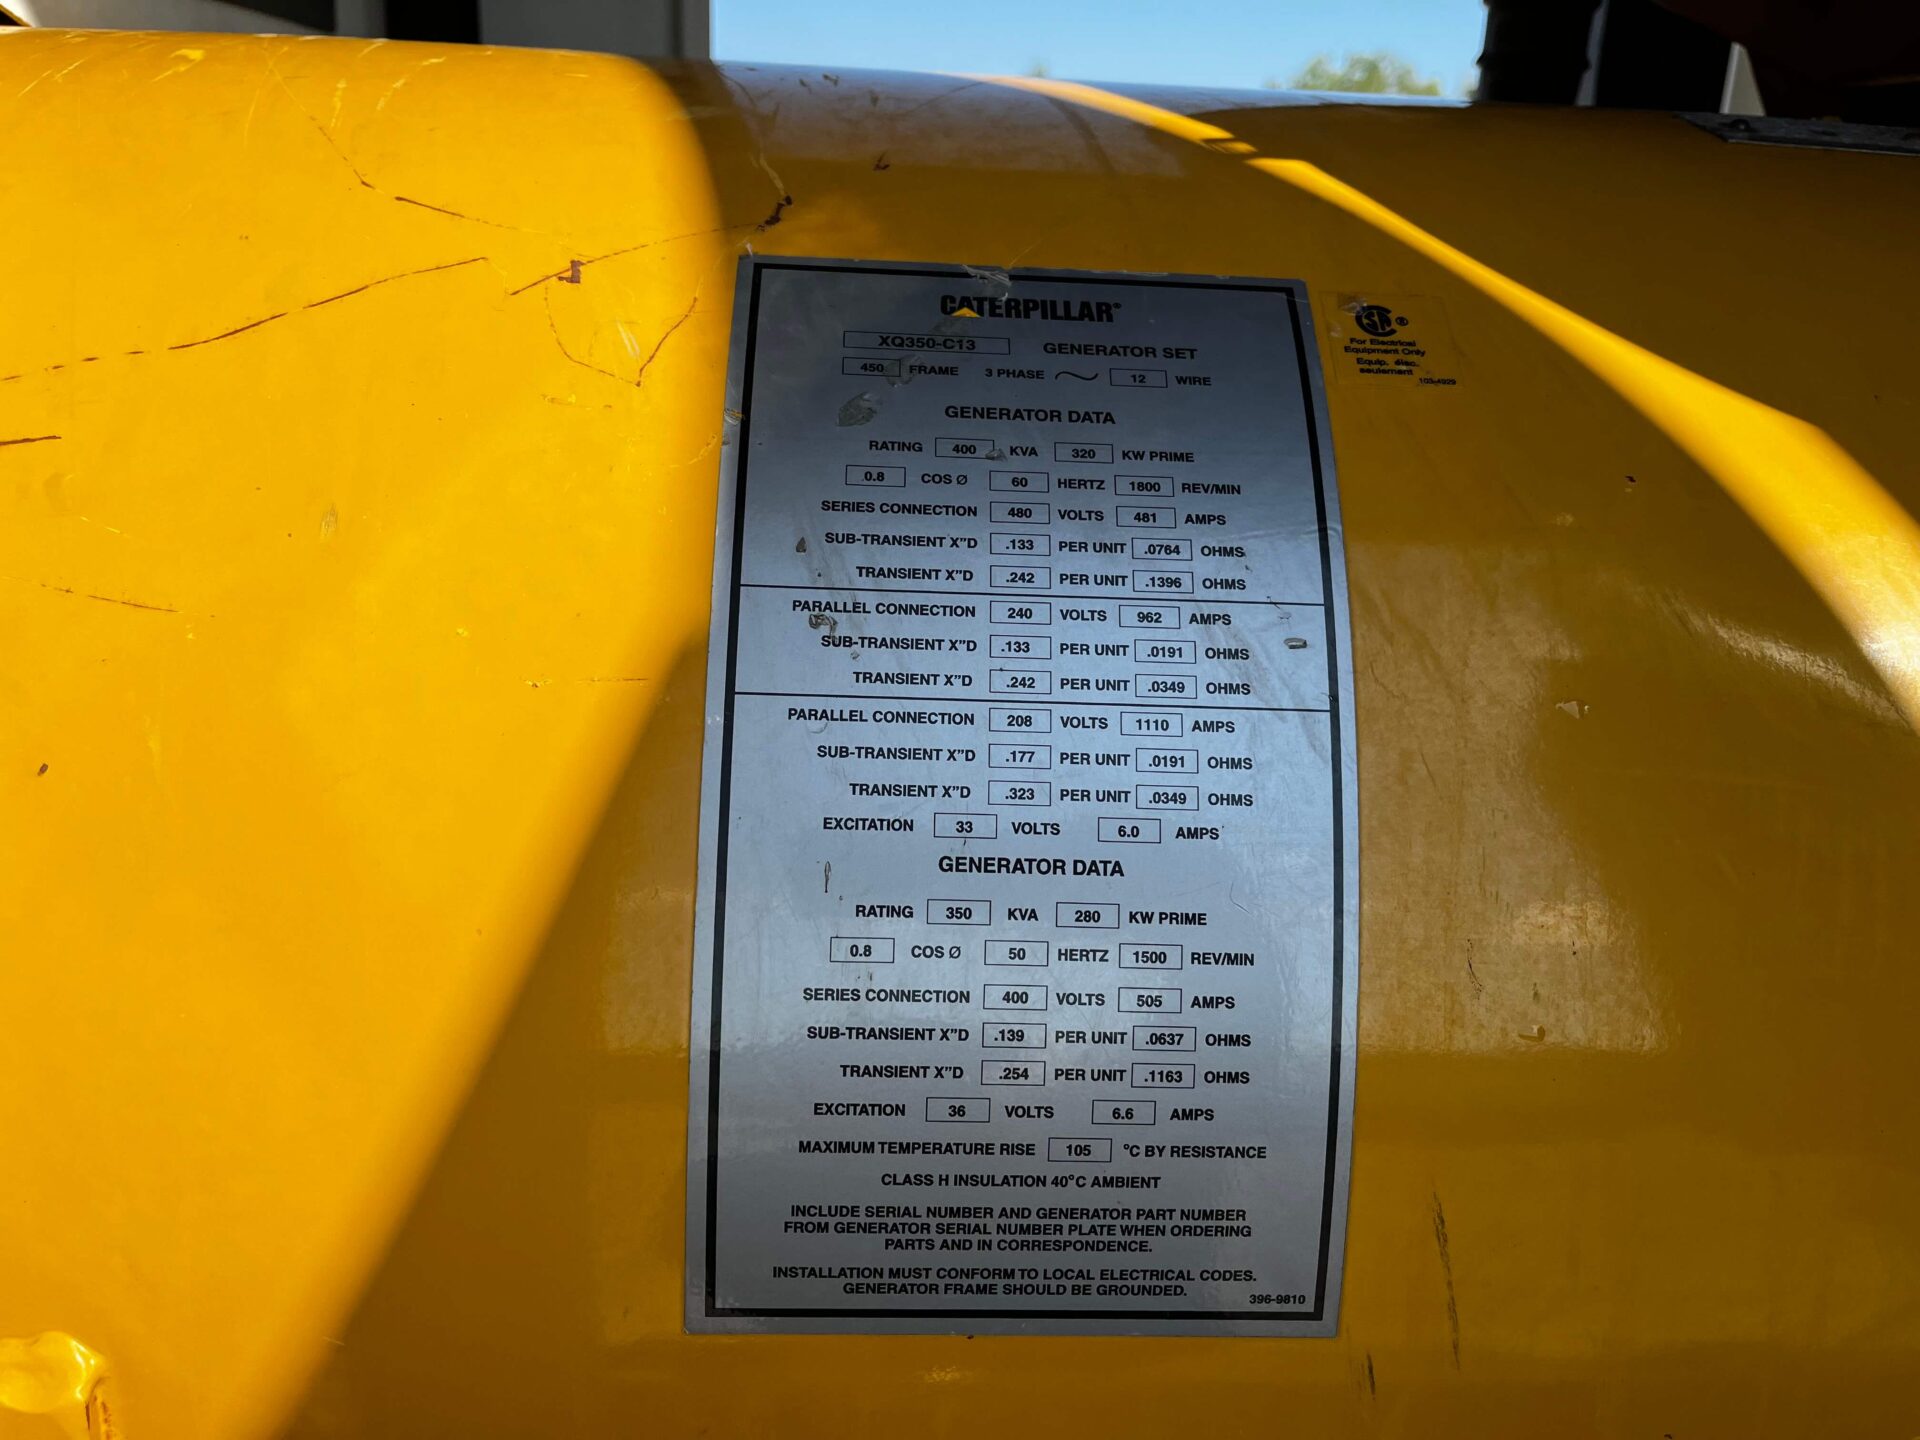 CATERPILLAR®
XQ350-C13 GENERATOR SET
450 FRAME 3 PHASE 12 WIRE
GENERATOR DATA
RATING 400 KVA 320 KW PRIME
0.8 COS Ø 60 HERTZ 1800 REV/MIN
SERIES CONNECTION 480 VOLTS 481 AMPS
SUB-TRANSIENT X"D .133 PER UNIT .0764 OHMS
TRANSIENT X"D .242 PER UNIT .1396 OHMS
PARALLEL CONNECTION 240 VOLTS 962 AMPS
SUB-TRANSIENT X"D .133 PER UNIT .0191 OHMS
TRANSIENT X"D .242 PER UNIT .0349 OHMS
PARALLEL CONNECTION 208 VOLTS 1110 AMPS
SUB-TRANSIENT X"D .177 PER UNIT .0191 OHMS
TRANSIENT X"D .323 PER UNIT .0349 OHMS
EXCITATION 33 VOLTS 6.0 AMPS
GENERATOR DATA
RATING 350 KVA 280 KW PRIME
0.8 COS Ø 50 HERTZ 1500 REV/MIN
SERIES CONNECTION 400 VOLTS 505 AMPS
SUB-TRANSIENT X"D .139 PER UNIT .0637 OHMS
TRANSIENT X"D .254 PER UNIT .1163 OHMS
EXCITATION 36 VOLTS 6.6 AMPS
MAXIMUM TEMPERATURE RISE 105 °C BY RESISTANCE
CLASS H INSULATION 40°C AMBIENT
INCLUDE SERIAL NUMBER AND GENERATOR PART NUMBER
FROM GENERATOR SERIAL NUMBER PLATE WHEN ORDERING
PARTS AND IN CORRESPONDENCE.
INSTALLATION MUST CONFORM TO LOCAL ELECTRICAL CODES.
GENERATOR FRAME SHOULD BE GROUNDED.
396-9810
SA ®
For Electrical
Equipment Only
Equip. élec.
seulement
103-4929